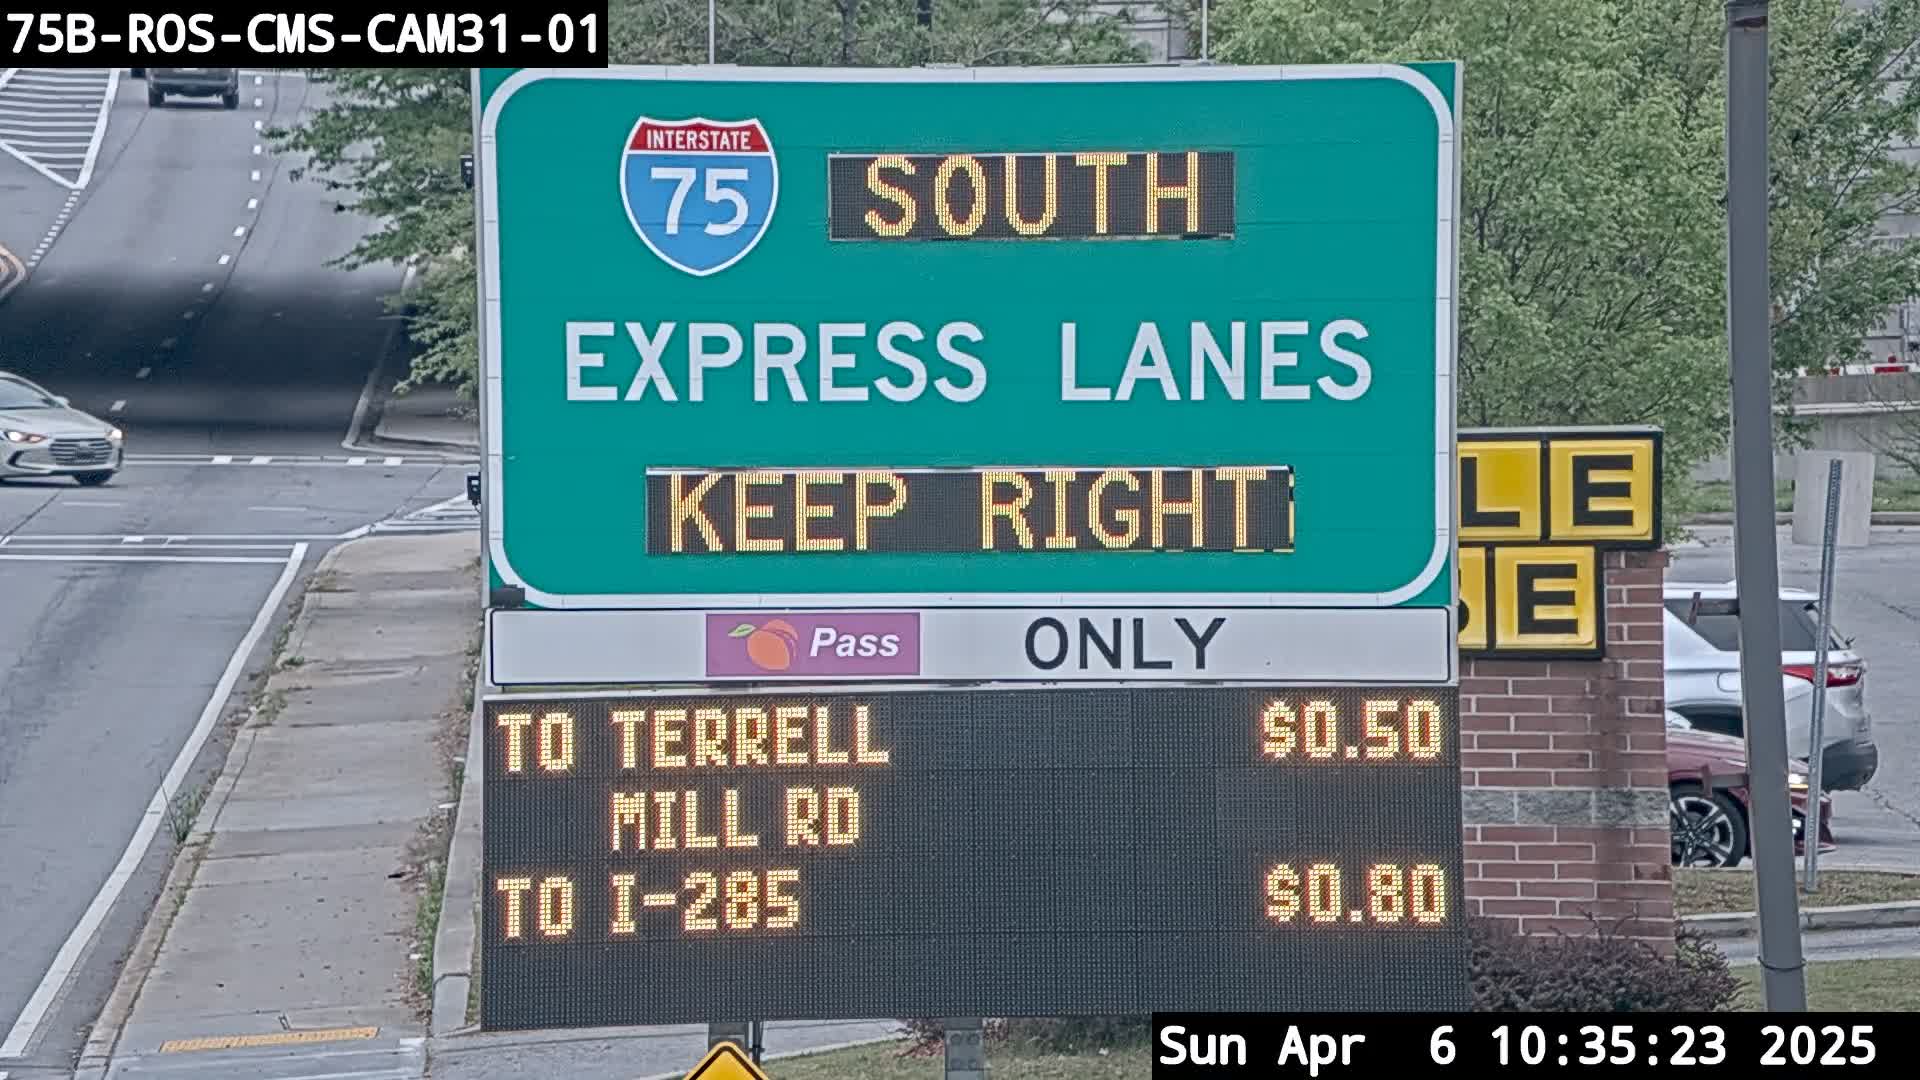 75B-ROS-CMS-CAM31-01
INTERSTATE
75
SOUTH
EXPRESS LANES
KEEP RIGHT
Pass ONLY
TO TERRELL $0.50
MILL RD
TO I-285 $0.80
LE
E
Sun Apr 6 10:35:23 2025